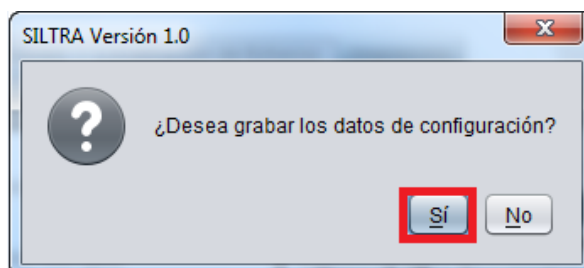 SILTRA Versión 1.0
¿Desea grabar los datos de configuración?
Sí No